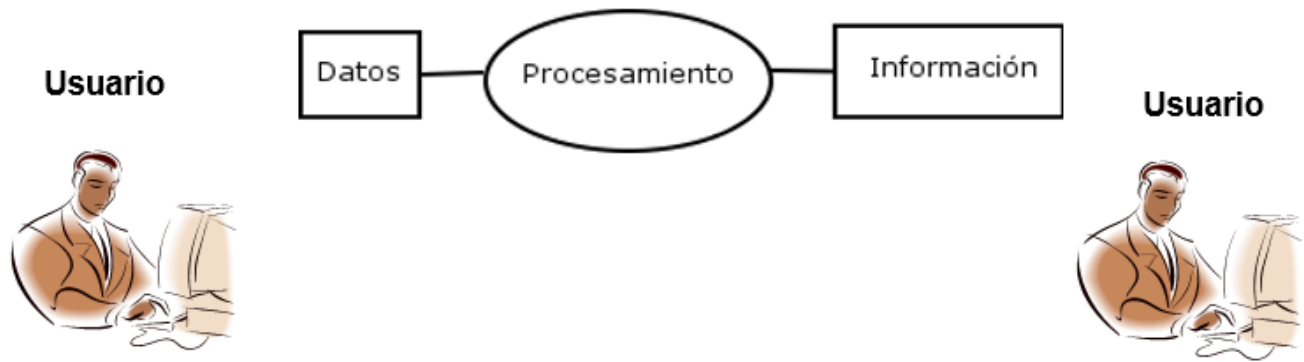 Usuario
Datos
Procesamiento
Información
Usuario